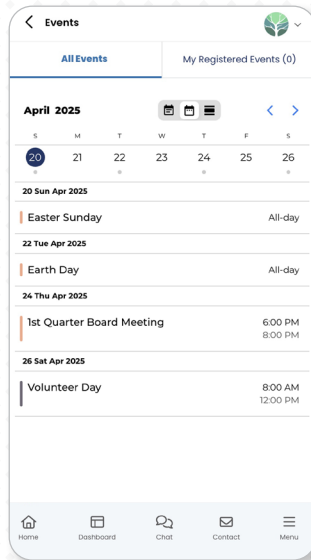 Events
All Events
My Registered Events (0)
April 2025
S M T W T F S
20 21 22 23 24 25 26
20 Sun Apr 2025
Easter Sunday All-day
22 Tue Apr 2025
Earth Day All-day
24 Thu Apr 2025
1st Quarter Board Meeting 6:00 PM
8:00 PM
26 Sat Apr 2025
Volunteer Day 8:00 AM
12:00 PM
Home Dashboard Chat Contact Menu